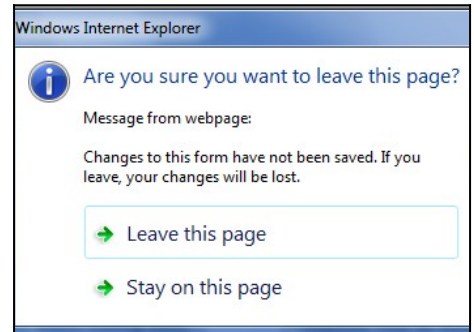 Windows Internet Explorer
Are you sure you want to leave this page?
Message from webpage:
Changes to this form have not been saved. If you
leave, your changes will be lost.
Leave this page
Stay on this page